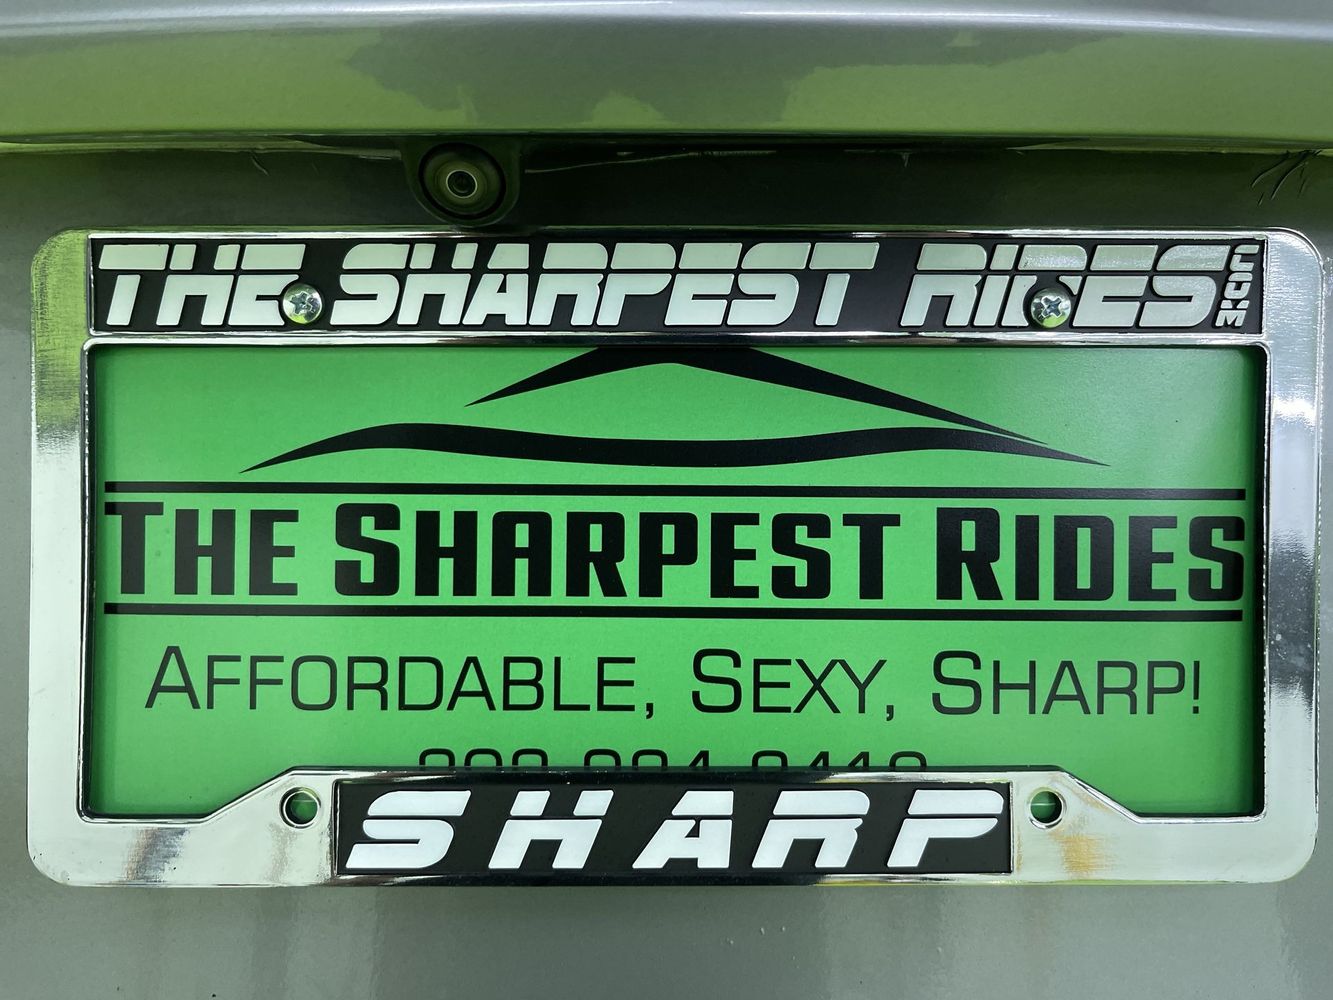 THE SHARPEST RIDES.COM
THE SHARPEST RIDES
AFFORDABLE, SEXY, SHARP!
SHARP